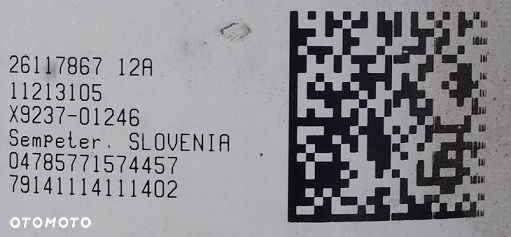 26117867 12A
11213105
X9237-01246
SemPeter. SLOVENIA
04785771574457
79141114111402
OTOMOTO